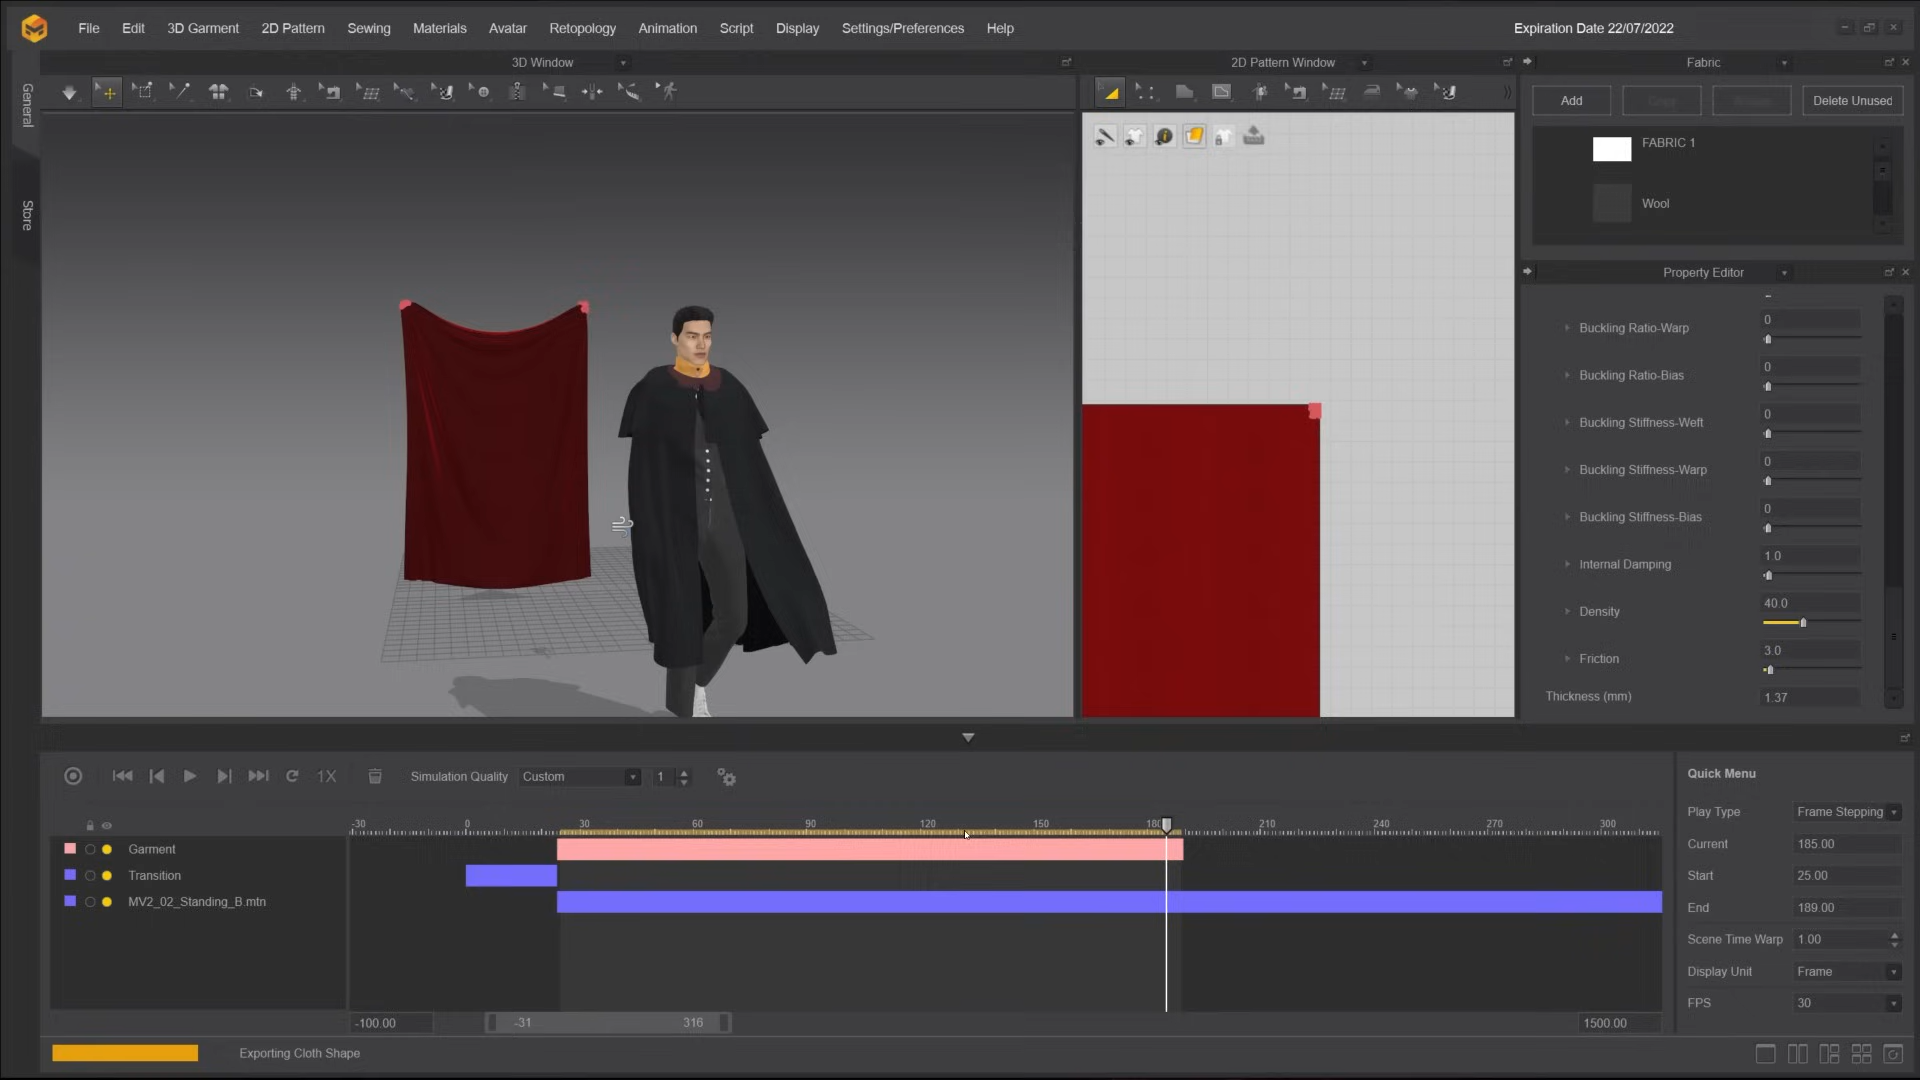 File Edit 3D Garment 2D Pattern Sewing Materials Avatar Retopology Animation Script Display Settings/Preferences Help Expiration Date 22/07/2022
3D Window
2D Pattern Window
Fabric
General
Store
Add Delete Unused
FABRIC 1
Wool
Property Editor
Buckling Ratio-Warp 0
Buckling Ratio-Bias 0
Buckling Stiffness-Weft 0
Buckling Stiffness-Warp 0
Buckling Stiffness-Bias 0
Internal Damping 1.0
Density 40.0
Friction 3.0
Thickness (mm) 1.37
1X Simulation Quality Custom 1
-30 0 30 60 90 120 150 180 210 240 270 300
Garment
Transition
MV2_02_Standing_B.mtn
-100.00 -31 316 1500.00
Quick Menu
Play Type Frame Stepping
Current 185.00
Start 25.00
End 189.00
Scene Time Warp 1.00
Display Unit Frame
FPS 30
Exporting Cloth Shape